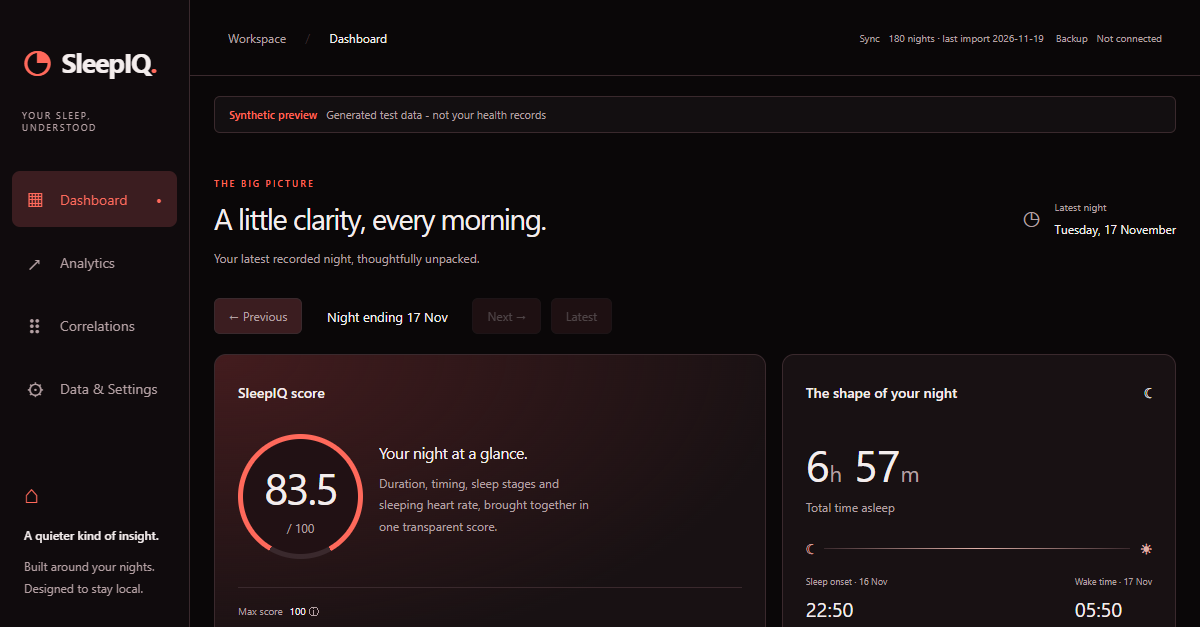 SleepIQ.
YOUR SLEEP,
UNDERSTOOD
Dashboard
Analytics
Correlations
Data & Settings
A quieter kind of insight.
Built around your nights.
Designed to stay local.
Workspace / Dashboard
Sync 180 nights · last import 2026-11-19 Backup Not connected
Synthetic preview Generated test data - not your health records
THE BIG PICTURE
A little clarity, every morning.
Your latest recorded night, thoughtfully unpacked.
Latest night
Tuesday, 17 November
← Previous Night ending 17 Nov Next → Latest
SleepIQ score
83.5
/ 100
Your night at a glance.
Duration, timing, sleep stages and
sleeping heart rate, brought together in
one transparent score.
Max score 100 ⓘ
The shape of your night
6h 57m
Total time asleep
Sleep onset · 16 Nov Wake time · 17 Nov
22:50 05:50